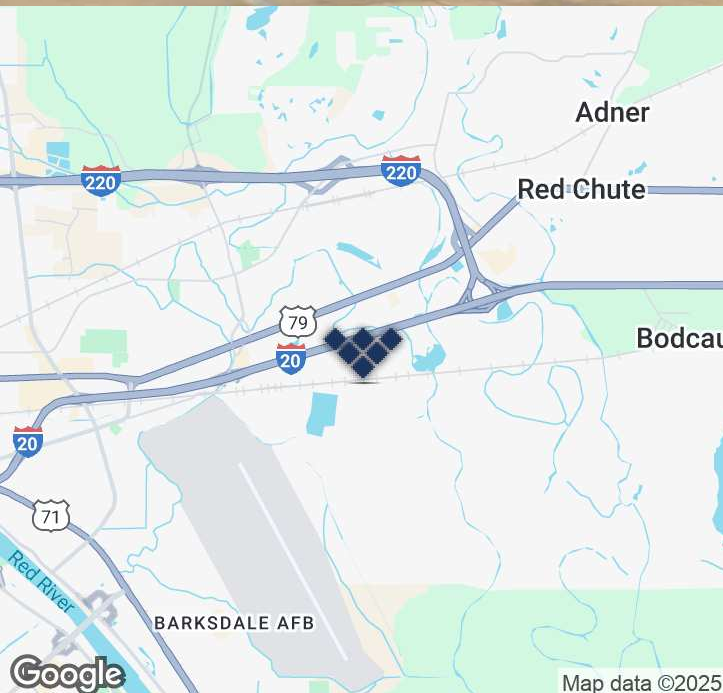 Adner
220
220
Red Chute
79
20
Bodcau
20
71
Red River
BARKSDALE AFB
Google
Map data ©2025